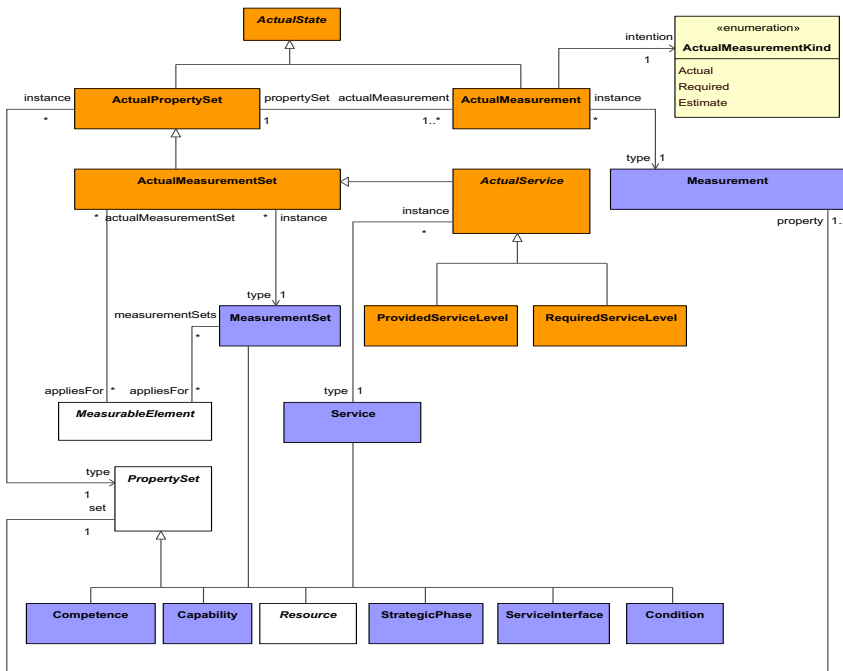 ActualState
«enumeration»
ActualMeasurementKind
Actual
Required
Estimate
intention
1
instance
*
ActualPropertySet
propertySet
1
actualMeasurement
1..*
ActualMeasurement
instance
*
type
1
ActualMeasurementSet
ActualService
Measurement
*
actualMeasurementSet
*
instance
instance
*
property
1..
type
1
ProvidedServiceLevel
RequiredServiceLevel
measurementSets
*
MeasurementSet
appliesFor
*
appliesFor
*
type
1
MeasurableElement
Service
type
1
PropertySet
set
1
Competence
Capability
Resource
StrategicPhase
ServiceInterface
Condition